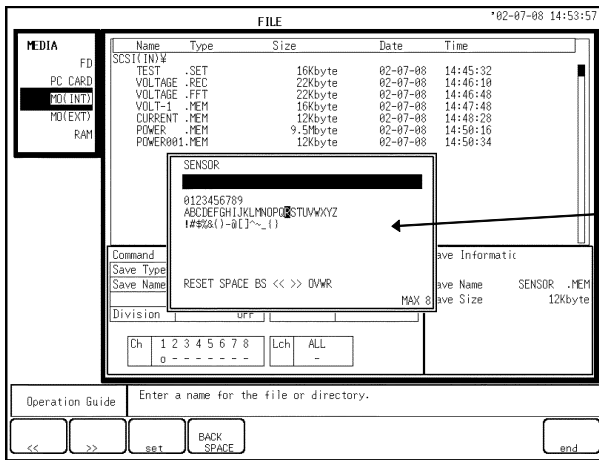 FILE
'02-07-08 14:53:57
MEDIA
FD
PC CARD
MO(INT)
MO(EXT)
RAM
Name Type Size Date Time
SCSI(IN)¥
TEST .SET 16Kbyte 02-07-08 14:45:32
VOLTAGE .REC 22Kbyte 02-07-08 14:46:10
VOLTAGE .FFT 22Kbyte 02-07-08 14:46:48
VOLT-1 .MEM 16Kbyte 02-07-08 14:47:48
CURRENT .MEM 12Kbyte 02-07-08 14:48:28
POWER .MEM 9.5Mbyte 02-07-08 14:50:16
POWER001.MEM 12Kbyte 02-07-08 14:50:34
SENSOR
0123456789
ABCDEFGHIJKLMNOPQRSTUVWXYZ
!#$%&()-@[]^~_{}
RESET SPACE BS << >> OVWR
MAX 8
Command
Save Type
Save Name
Division OFF
ave Informatic
ave Name SENSOR .MEM
ave Size 12Kbyte
Ch 1 2 3 4 5 6 7 8
o - - - - - - -
Lch ALL
-
Operation Guide
Enter a name for the file or directory.
<<
>>
set
BACK
SPACE
end